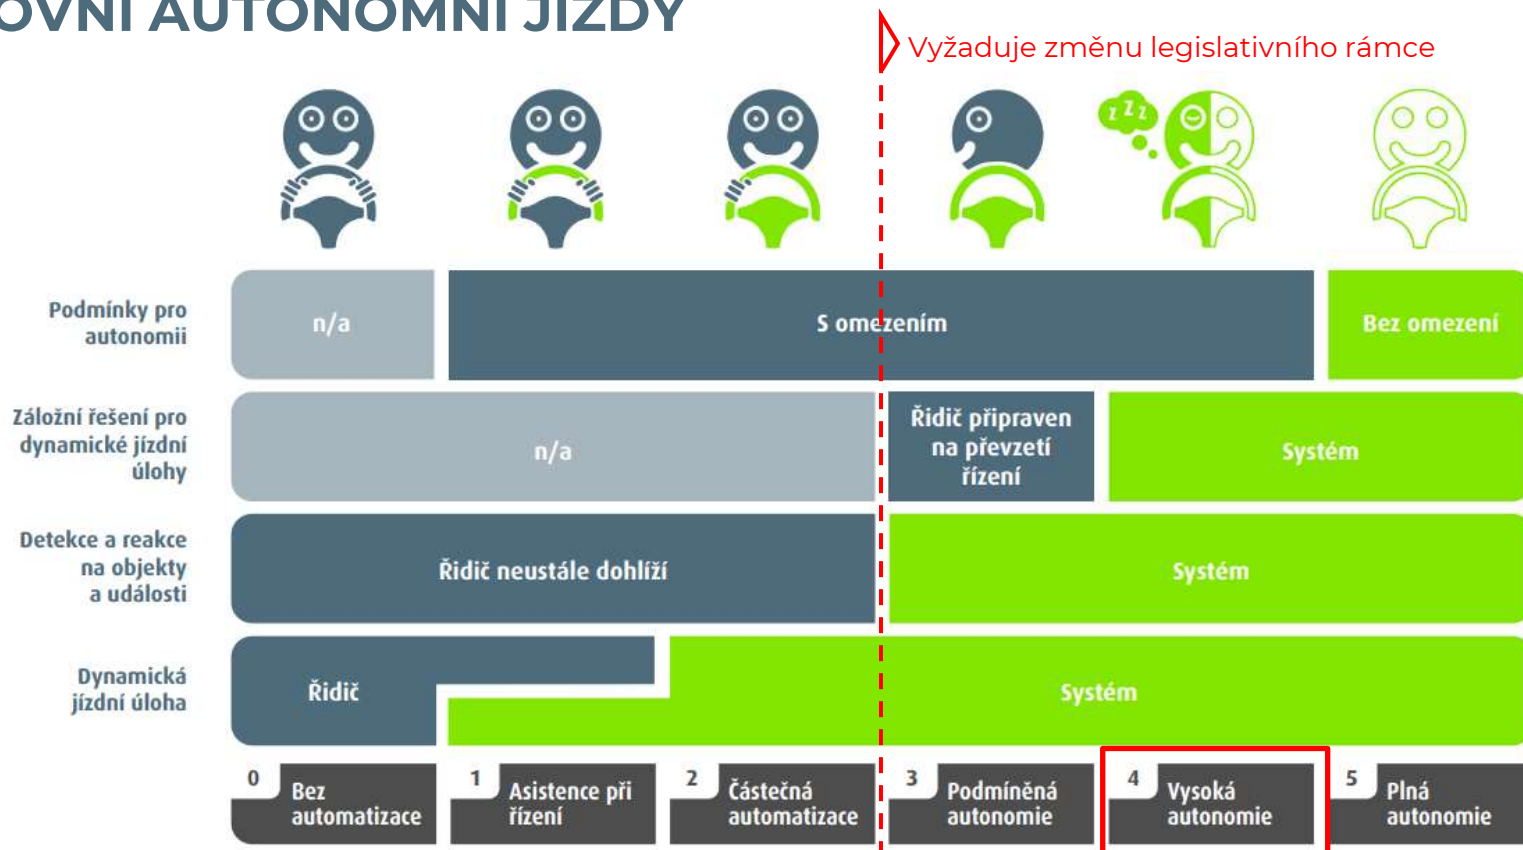 OVNÍ AUTONOMNÍ JÍZDY
Vyžaduje změnu legislativního rámce
z z z
Podmínky pro
autonomii
n/a
S omezením
Bez omezení
Záložní řešení pro
dynamické jízdní
úlohy
n/a
Řidič připraven
na převzetí
řízení
Systém
Detekce a reakce
na objekty
a události
Řidič neustále dohlíží
Systém
Dynamická
jízdní úloha
Řidič
Systém
0
Bez
automatizace
1
Asistence při
řízení
2
Částečná
automatizace
3
Podmíněná
autonomie
4
Vysoká
autonomie
5
Plná
autonomie